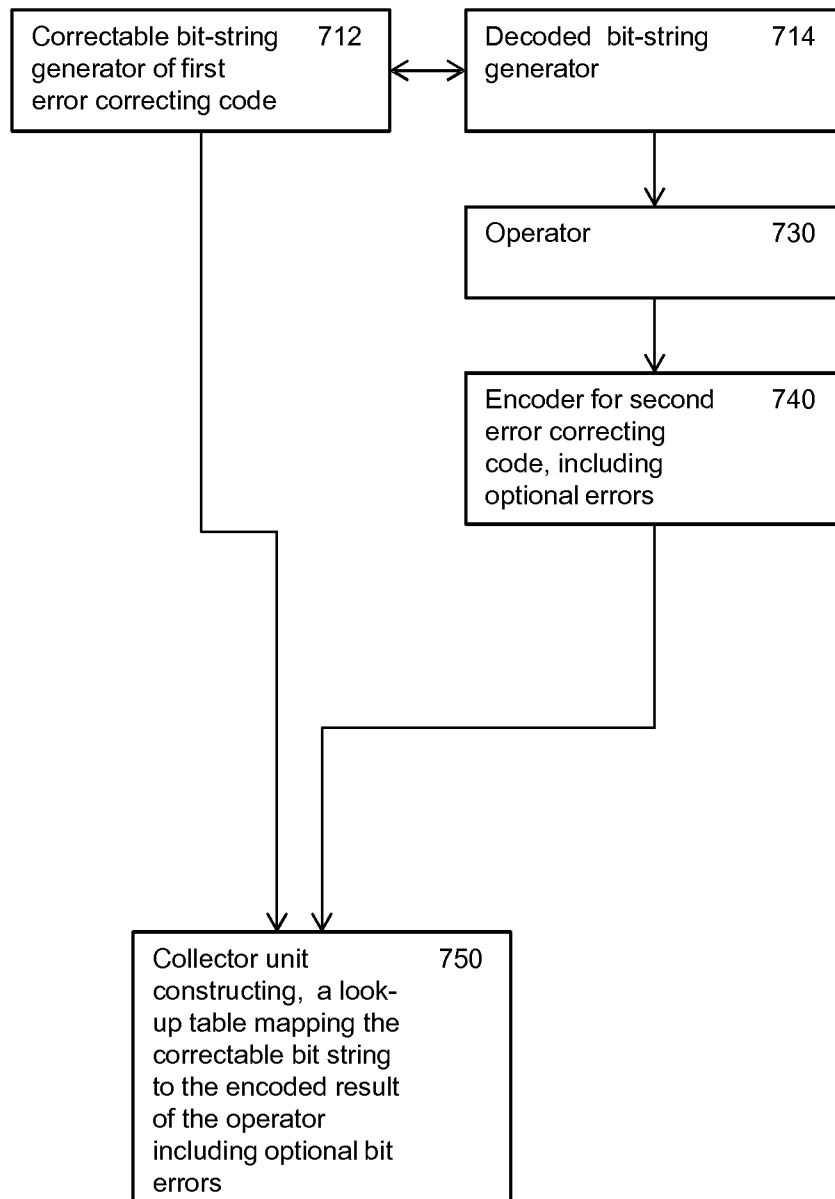 Correctable bit-string 712
generator of first
error correcting code
Decoded bit-string 714
generator
Operator 730
Encoder for second 740
error correcting
code, including
optional errors
Collector unit 750
constructing, a look-
up table mapping the
correctable bit string
to the encoded result
of the operator
including optional bit
errors